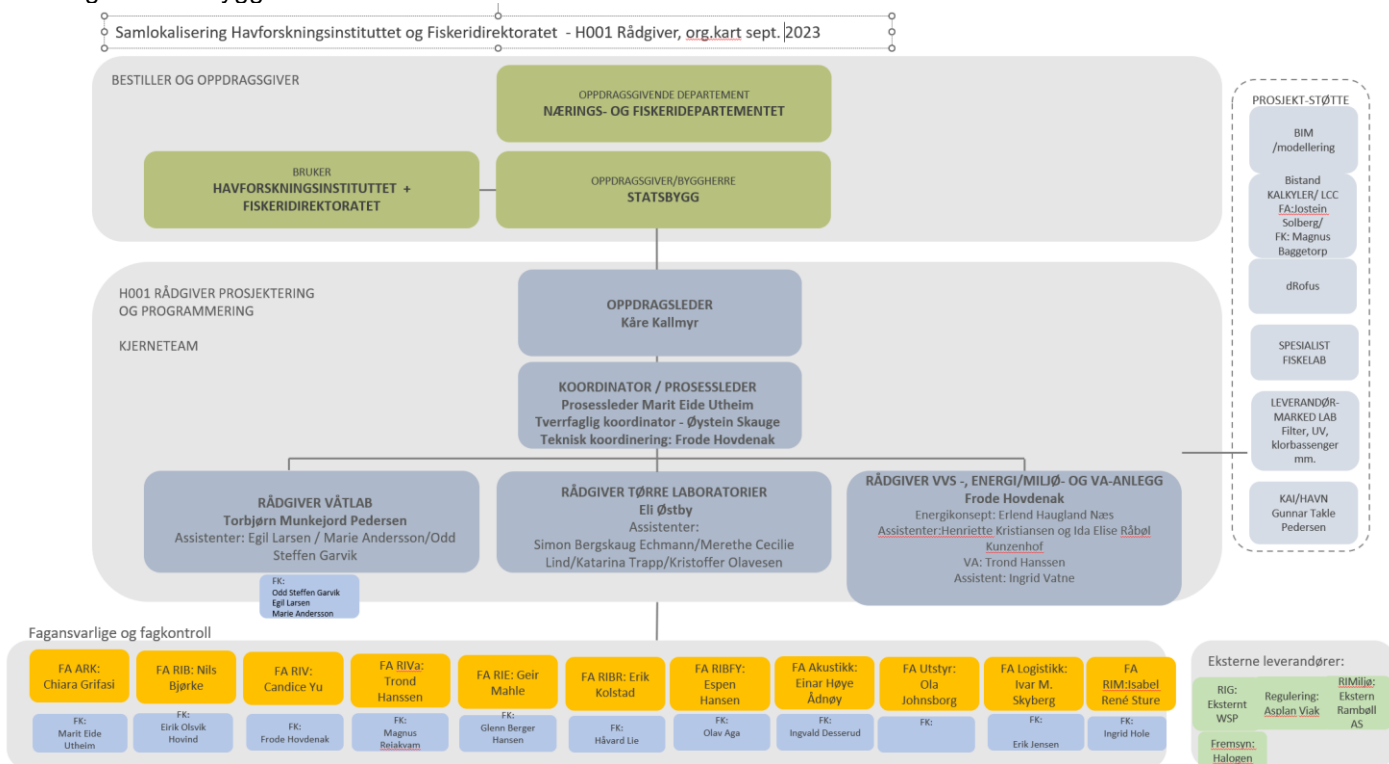 Samlokalisering Havforskningsinstituttet og Fiskeridirektoratet - H001 Rådgiver, org.kart sept. 2023
BESTILLER OG OPPDRAGSGIVER
OPPDRAGSGIVENDE DEPARTEMENT
NÆRINGS- OG FISKERIDEPARTEMENTET
BRUKER
HAVFORSKNINGSINSTITUTTET +
FISKERIDIREKTORATET
OPPDRAGSGIVER/BYGGHERRE
STATSBYGG
PROSJEKT-STØTTE
BIM
/modellering
Bistand
KALKYLER/ LCC
FA:Jostein
Solberg/
FK: Magnus
Baggetorp
dRofus
SPESIALIST
FISKELAB
LEVERANDØR-
MARKED LAB
Filter, UV,
klorbassenger
mm.
KAI/HAVN
Gunnar Takle
Pedersen
H001 RÅDGIVER PROSJEKTERING
OG PROGRAMMERING
KJERNETEAM
OPPDRAGSLEDER
Kåre Kallmyr
KOORDINATOR / PROSESSLEDER
Prosessleder Marit Eide Utheim
Tverrfaglig koordinator - Øystein Skauge
Teknisk koordinering: Frode Hovdenak
RÅDGIVER VÅTLAB
Torbjørn Munkejord Pedersen
Assistenter: Egil Larsen / Marie Andersson/Odd
Steffen Garvik
FK:
Odd Steffen Garvik
Egil Larsen
Marie Andersson
RÅDGIVER TØRRE LABORATORIER
Eli Østby
Assistenter:
Simon Bergskaug Echmann/Merethe Cecilie
Lind/Katarina Trapp/Kristoffer Olavesen
RÅDGIVER VVS -, ENERGI/MILJØ- OG VA-ANLEGG
Frode Hovdenak
Energikonsept: Erlend Haugland Næs
Assistenter:Henriette Kristiansen og Ida Elise Råbøl
Kunzenhof
VA: Trond Hanssen
Assistent: Ingrid Vatne
Fagansvarlige og fagkontroll
FA ARK:
Chiara Grifasi
FK:
Marit Eide
Utheim
FA RIB: Nils
Bjørke
FK:
Eirik Olsvik
Hovind
FA RIV:
Candice Yu
FK:
Frode Hovdenak
FA RIVa:
Trond
Hanssen
FK:
Magnus
Reiakvam
FA RIE: Geir
Mahle
FK:
Glenn Berger
Hansen
FA RIBR: Erik
Kolstad
FK:
Håvard Lie
FA RIBFY:
Espen
Hansen
FK:
Olav Aga
FA Akustikk:
Einar Høye
Ådnøy
FK:
Ingvald Desserud
FA Utstyr:
Ola
Johnsborg
FK:
FA Logistikk:
Ivar M.
Skyberg
FK:
Erik Jensen
FA
RIM:Isabel
René Sture
FK:
Ingrid Hole
Eksterne leverandører:
RIG:
Eksternt
WSP
Regulering:
Asplan Viak
RIMiljø:
Ekstern
Rambøll
AS
Fremsyn:
Halogen